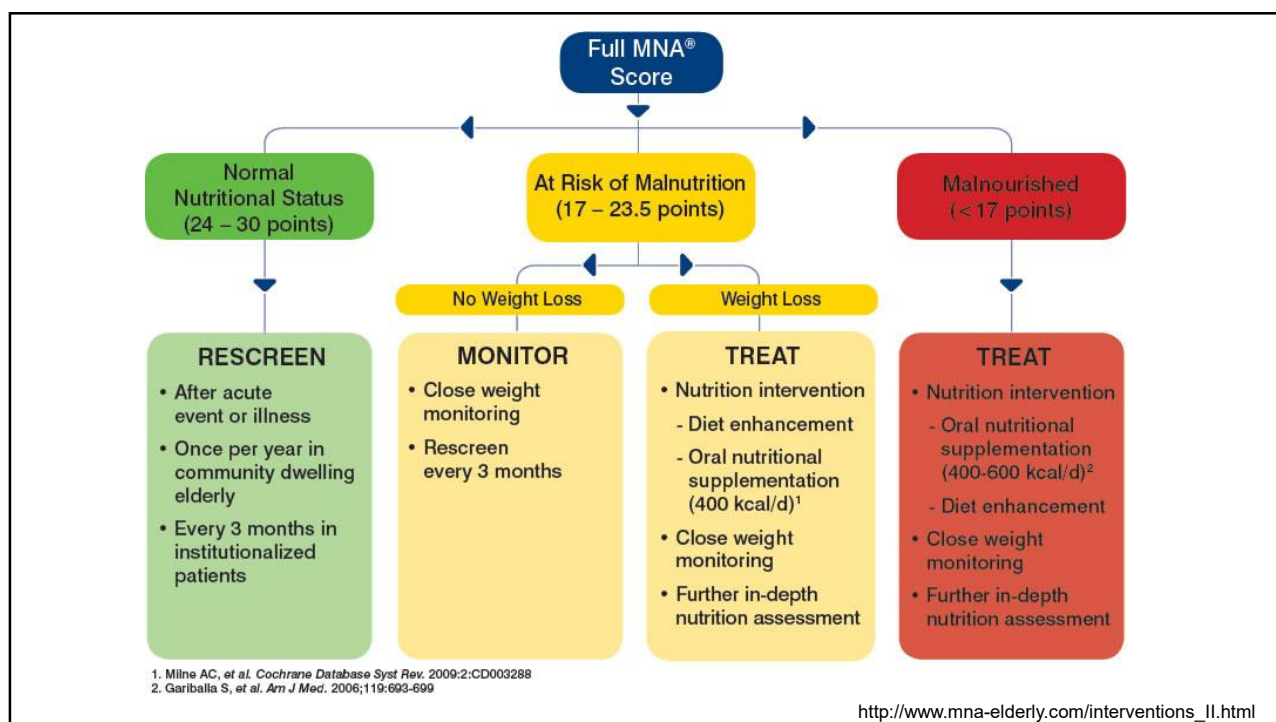 Full MNA®
Score
Normal
Nutritional Status
(24 – 30 points)
At Risk of Malnutrition
(17 – 23.5 points)
Malnourished
(<17 points)
No Weight Loss
Weight Loss
RESCREEN
• After acute
event or illness
• Once per year in
community dwelling
elderly
• Every 3 months in
institutionalized
patients
MONITOR
• Close weight
monitoring
• Rescreen
every 3 months
TREAT
• Nutrition intervention
- Diet enhancement
- Oral nutritional
supplementation
(400 kcal/d)¹
• Close weight
monitoring
• Further in-depth
nutrition assessment
TREAT
• Nutrition intervention
- Oral nutritional
supplementation
(400-600 kcal/d)²
- Diet enhancement
• Close weight
monitoring
• Further in-depth
nutrition assessment
1. Milne AC, et al. Cochrane Database Syst Rev. 2009:2:CD003288
2. Gariballa S, et al. Am J Med. 2006;119:693-699
http://www.mna-elderly.com/interventions_II.html